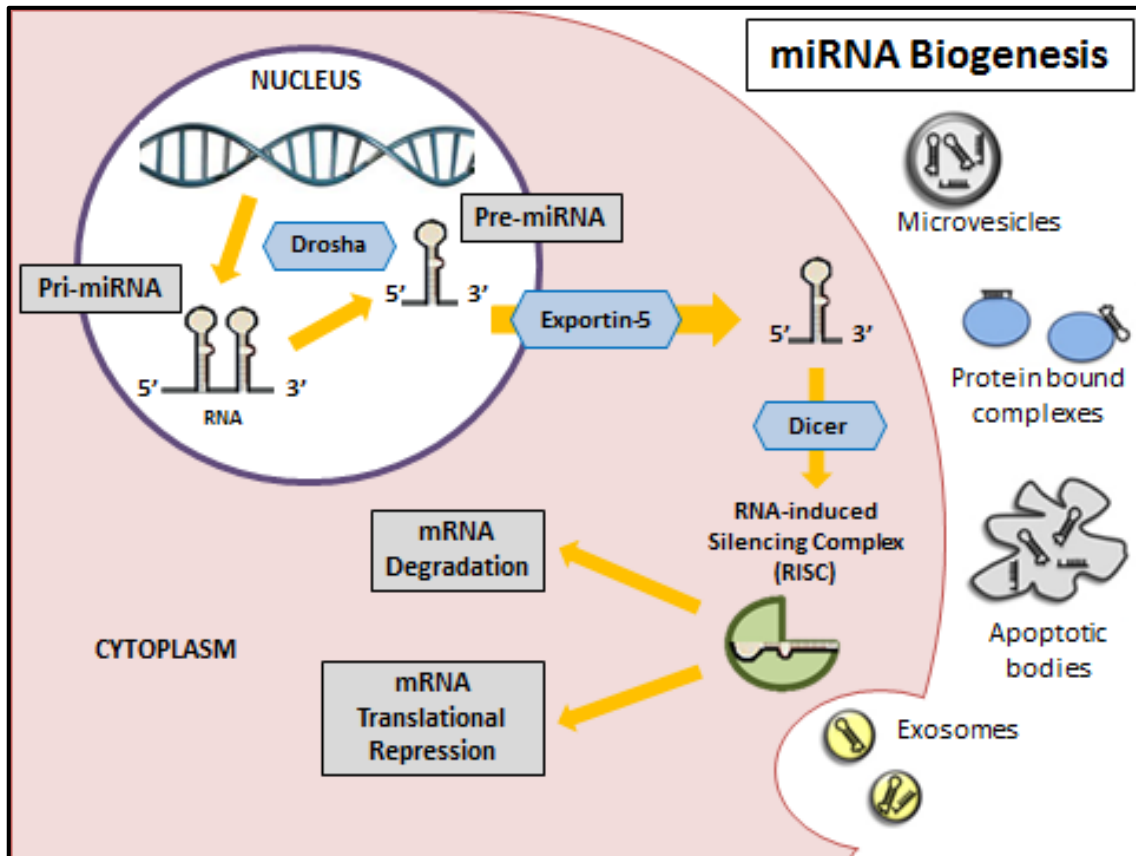 miRNA Biogenesis
NUCLEUS
Pre-miRNA
Drosha
Pri-miRNA
5’
3’
5’
3’
RNA
Exportin-5
5’
3’
Dicer
RNA-induced
Silencing Complex
(RISC)
mRNA
Degradation
mRNA
Translational
Repression
CYTOPLASM
Microvesicles
Protein bound
complexes
Apoptotic
bodies
Exosomes